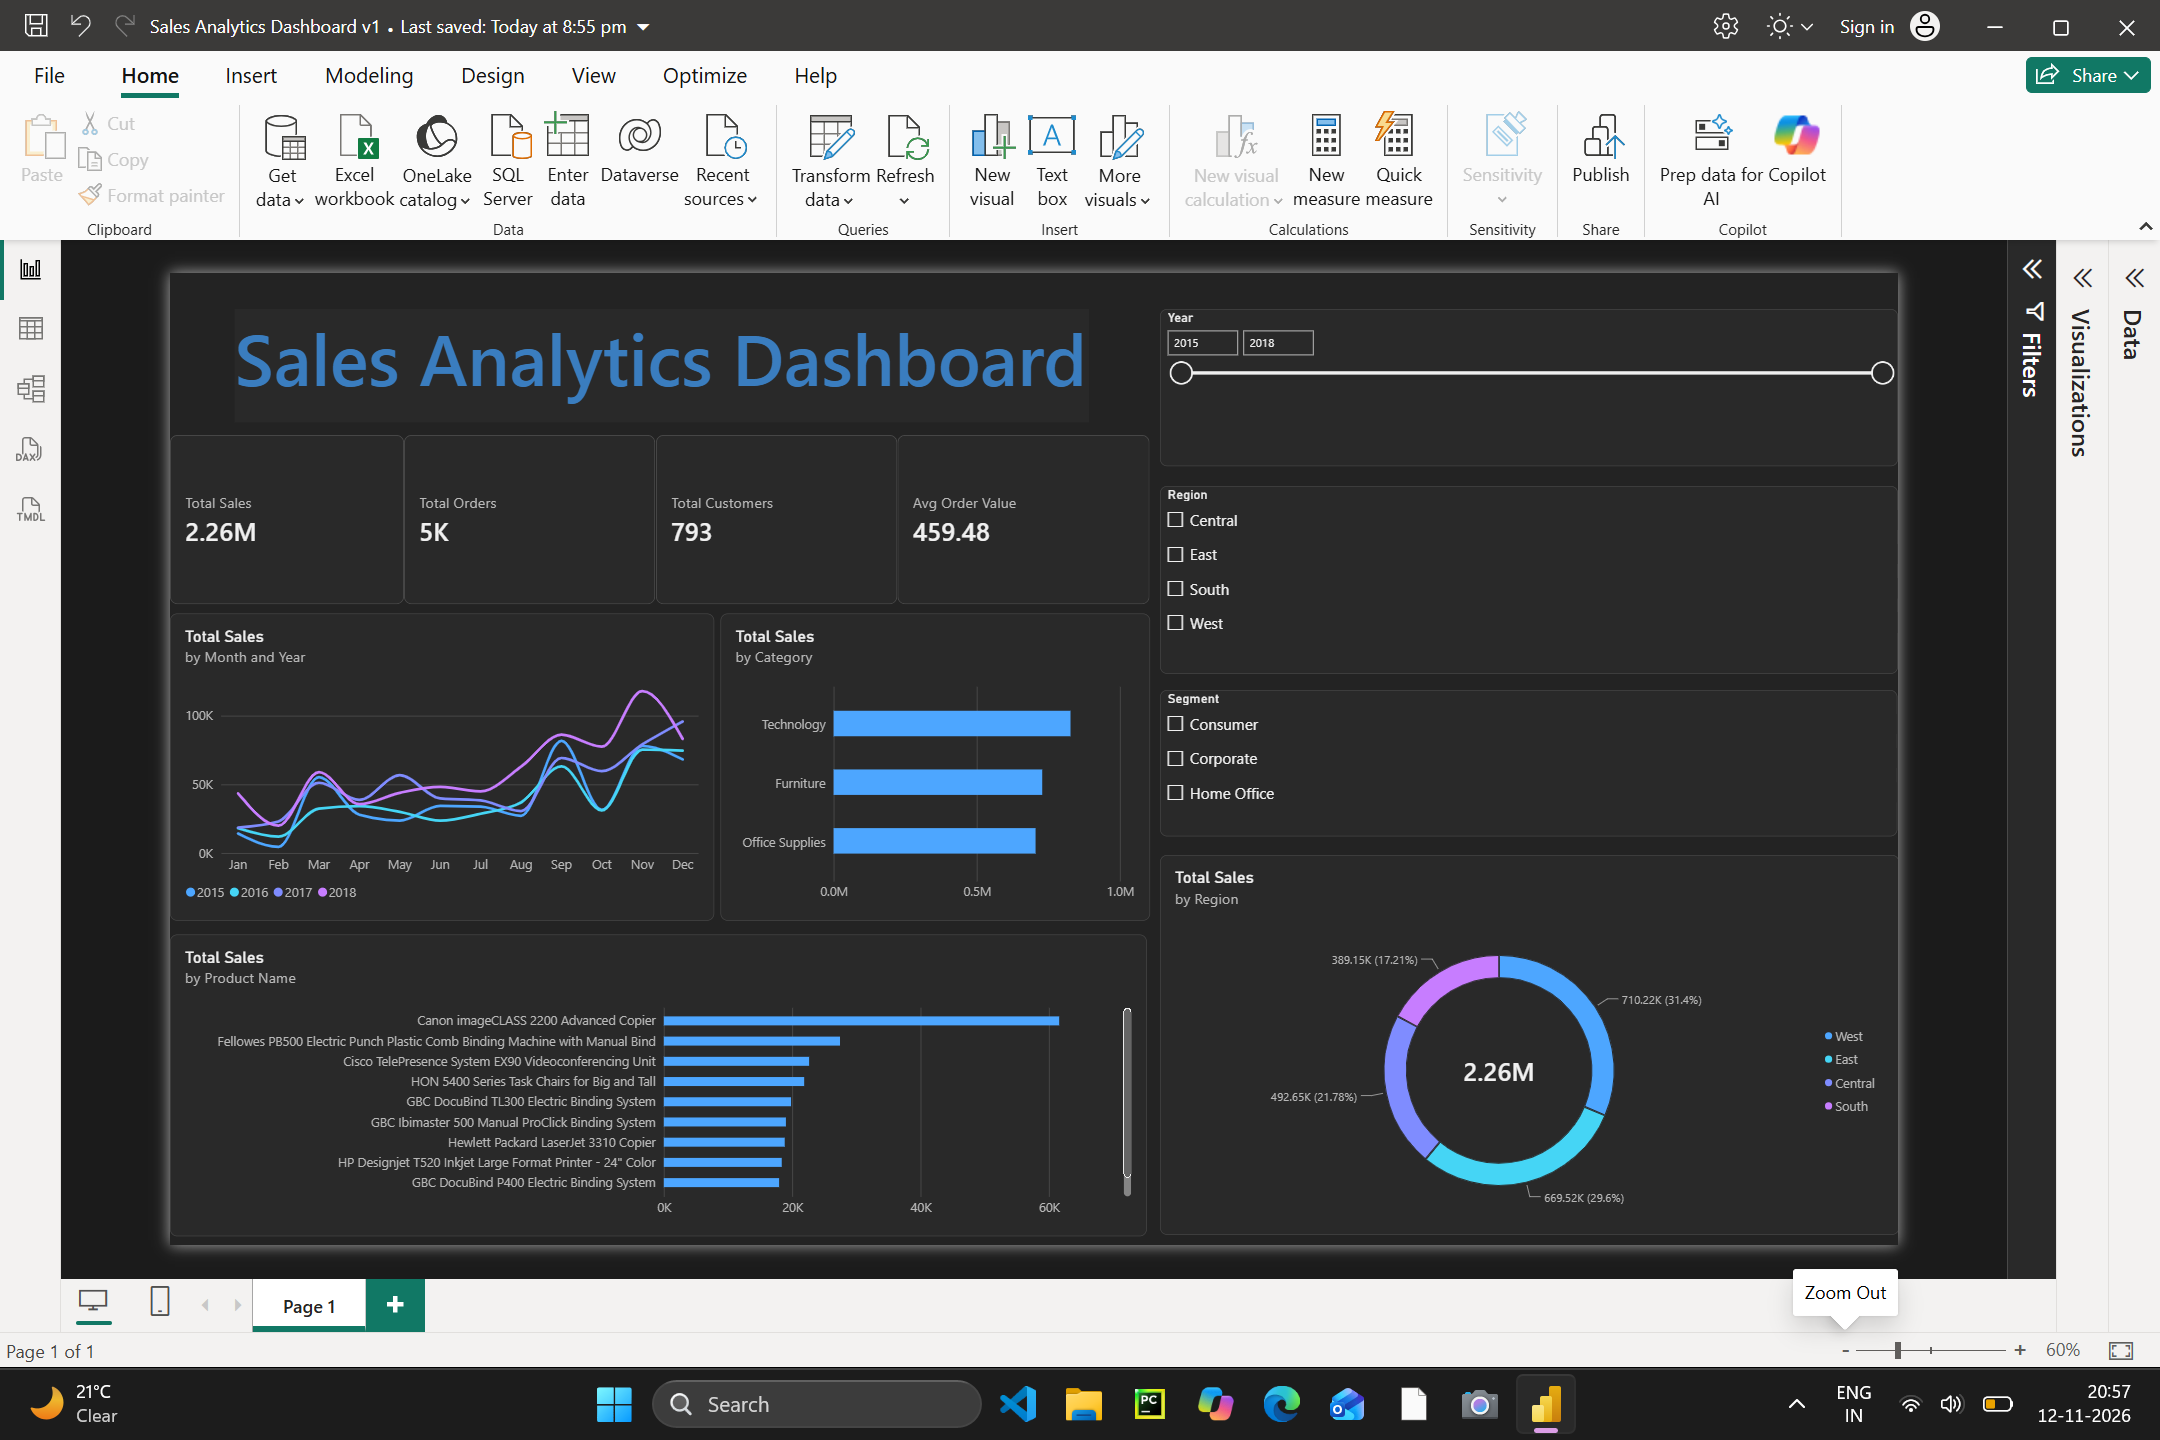 Sales Analytics Dashboard v1 • Last saved: Today at 8:55 pm
Sign in
File Home Insert Modeling Design View Optimize Help
Share
Paste
Cut
Copy
Format painter
Clipboard
Get data
Excel workbook
OneLake catalog
SQL Server
Enter data
Dataverse
Recent sources
Data
Transform data
Refresh
Queries
New visual
Text box
More visuals
Insert
New visual calculation
New measure
Quick measure
Calculations
Sensitivity
Sensitivity
Publish
Share
Prep data for AI
Copilot
Copilot
DAX
TMDL
Sales Analytics Dashboard
Total Sales
2.26M
Total Orders
5K
Total Customers
793
Avg Order Value
459.48
Total Sales
by Month and Year
100K
50K
0K
Jan Feb Mar Apr May Jun Jul Aug Sep Oct Nov Dec
2015 2016 2017 2018
Total Sales
by Category
Technology
Furniture
Office Supplies
0.0M 0.5M 1.0M
Total Sales
by Product Name
Canon imageCLASS 2200 Advanced Copier
Fellowes PB500 Electric Punch Plastic Comb Binding Machine with Manual Bind
Cisco TelePresence System EX90 Videoconferencing Unit
HON 5400 Series Task Chairs for Big and Tall
GBC DocuBind TL300 Electric Binding System
GBC Ibimaster 500 Manual ProClick Binding System
Hewlett Packard LaserJet 3310 Copier
HP Designjet T520 Inkjet Large Format Printer - 24" Color
GBC DocuBind P400 Electric Binding System
0K 20K 40K 60K
Year
2015 2018
Region
Central
East
South
West
Segment
Consumer
Corporate
Home Office
Total Sales
by Region
389.15K (17.21%)
710.22K (31.4%)
492.65K (21.78%)
669.52K (29.6%)
2.26M
West
East
Central
South
Filters
Visualizations
Data
Page 1
Zoom Out
Page 1 of 1
- + 60%
21°C
Clear
Search
PC
ENG
IN
20:57
12-11-2026